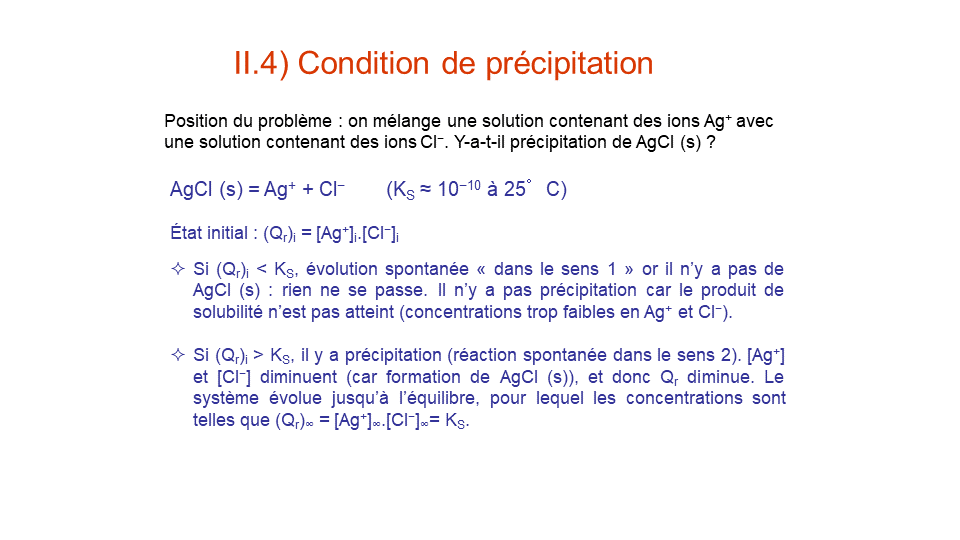 II.4) Condition de précipitation
Position du problème : on mélange une solution contenant des ions Ag⁺ avec
une solution contenant des ions Cl⁻. Y-a-t-il précipitation de AgCl (s) ?
AgCl (s) = Ag⁺ + Cl⁻ (K_S ≈ 10⁻¹⁰ à 25° C)
État initial : (Q_r)_i = [Ag⁺]_i.[Cl⁻]_i
✧ Si (Q_r)_i < K_S, évolution spontanée « dans le sens 1 » or il n’y a pas de
AgCl (s) : rien ne se passe. Il n’y a pas précipitation car le produit de
solubilité n’est pas atteint (concentrations trop faibles en Ag⁺ et Cl⁻).
✧ Si (Q_r)_i > K_S, il y a précipitation (réaction spontanée dans le sens 2). [Ag⁺]
et [Cl⁻] diminuent (car formation de AgCl (s)), et donc Q_r diminue. Le
système évolue jusqu’à l’équilibre, pour lequel les concentrations sont
telles que (Q_r)_∞ = [Ag⁺]_∞.[Cl⁻]_∞= K_S.